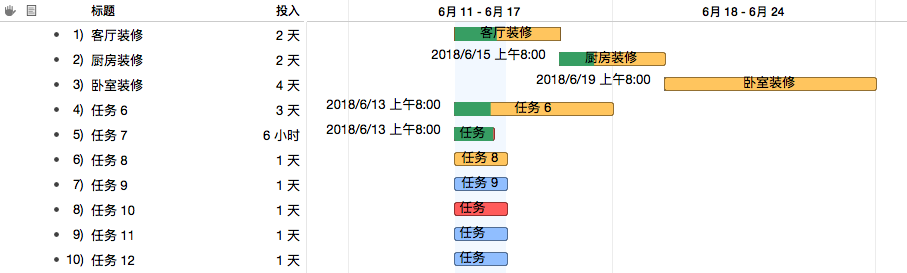 标题 投入 6月 11 - 6月 17 6月 18 - 6月 24
1) 客厅装修 2 天 客厅装修
2) 厨房装修 2 天 2018/6/15 上午8:00 厨房装修
3) 卧室装修 4 天 2018/6/19 上午8:00 卧室装修
4) 任务 6 3 天 2018/6/13 上午8:00 任务 6
5) 任务 7 6 小时 2018/6/13 上午8:00 任务
6) 任务 8 1 天 任务 8
7) 任务 9 1 天 任务 9
8) 任务 10 1 天 任务
9) 任务 11 1 天 任务
10) 任务 12 1 天 任务